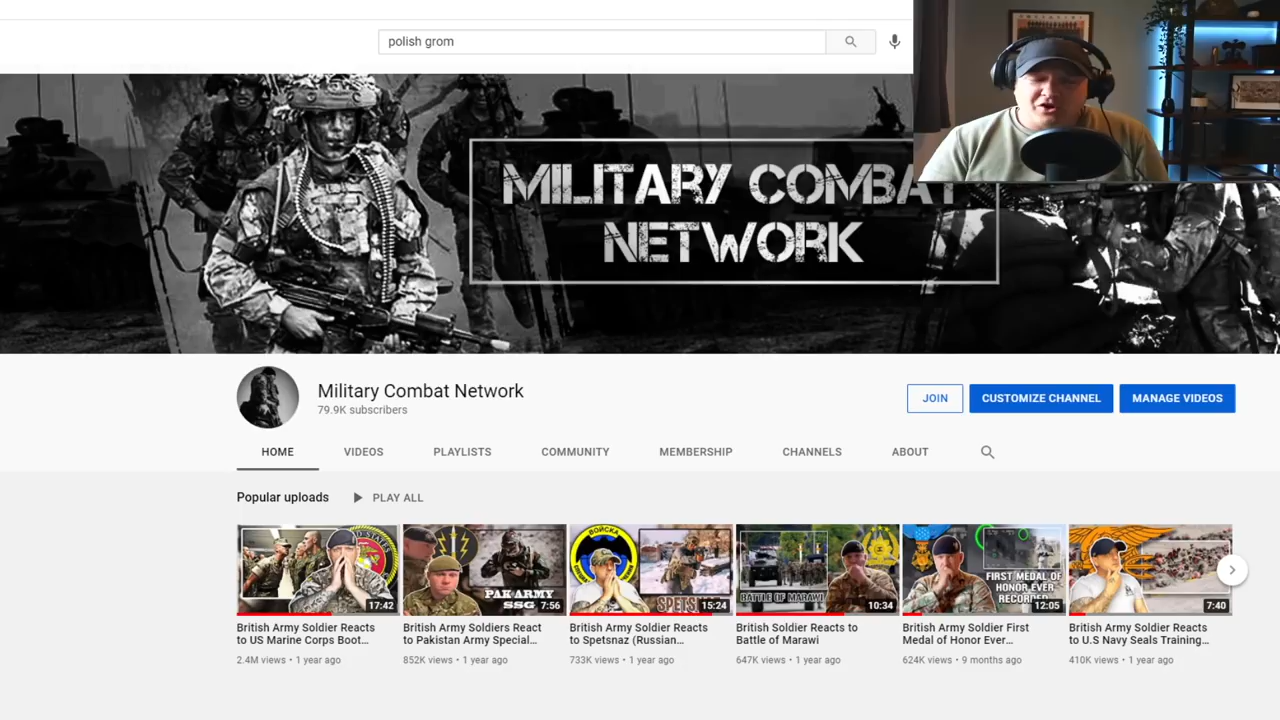 polish grom
MILITARY COMBAT
NETWORK
Military Combat Network
79.9K subscribers
JOIN
CUSTOMIZE CHANNEL
MANAGE VIDEOS
HOME
VIDEOS
PLAYLISTS
COMMUNITY
MEMBERSHIP
CHANNELS
ABOUT
Popular uploads
PLAY ALL
17:42
PAK ARMY
SSG
7:56
ВОЙСКА
SPETS
15:24
BATTLE OF MARAWI
10:34
FIRST MEDAL OF
HONOR EVER
RECORDED
12:05
7:40
British Army Soldier Reacts
to US Marine Corps Boot...
2.4M views • 1 year ago
British Army Soldiers React
to Pakistan Army Special...
852K views • 1 year ago
British Army Soldier Reacts
to Spetsnaz (Russian...
733K views • 1 year ago
British Soldier Reacts to
Battle of Marawi
647K views • 1 year ago
British Army Soldier First
Medal of Honor Ever...
624K views • 9 months ago
British Army Soldier Reacts
to U.S Navy Seals Training...
410K views • 1 year ago